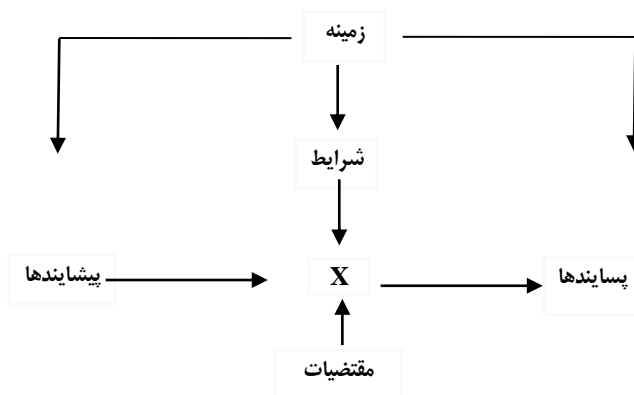 زمینه
شرایط
پیشایندها
X
پسایندها
مقتضیات